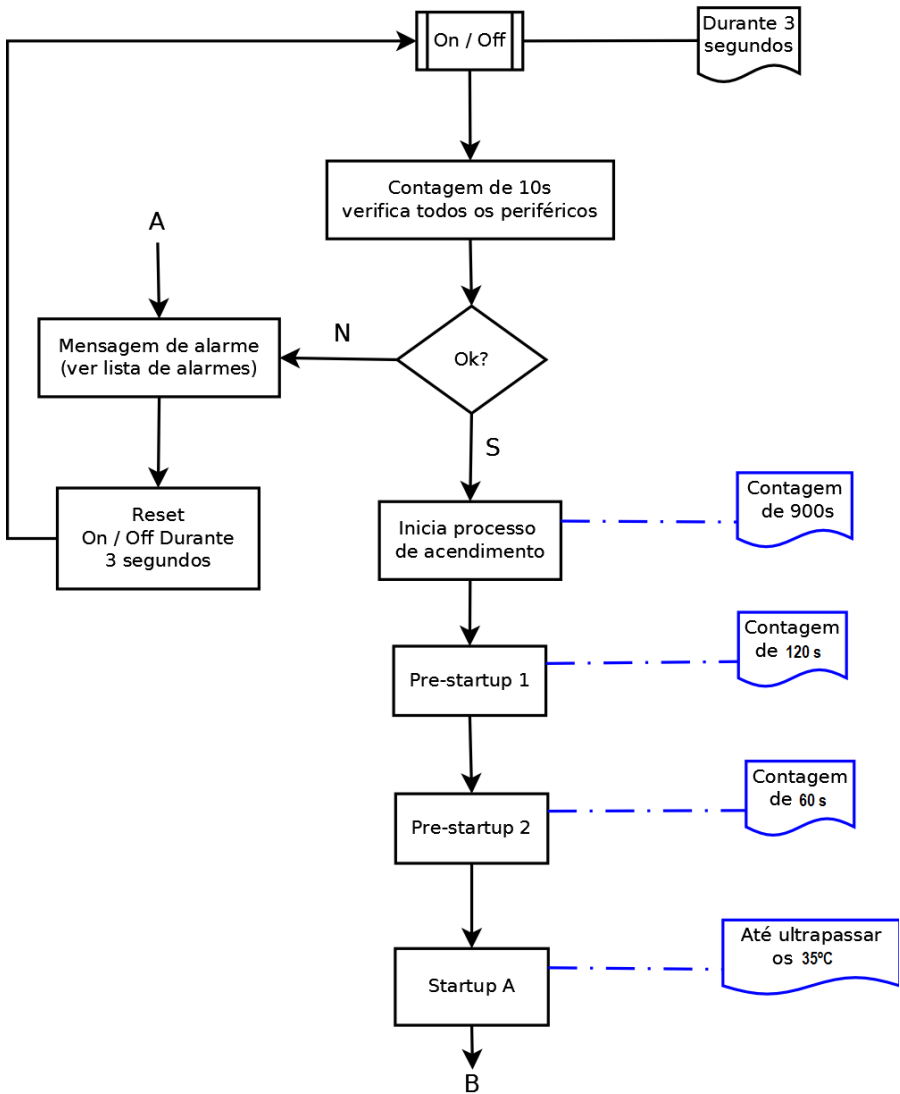 On / Off
Durante 3
segundos
Contagem de 10s
verifica todos os periféricos
A
Mensagem de alarme
(ver lista de alarmes)
N
Ok?
S
Reset
On / Off Durante
3 segundos
Inicia processo
de acendimento
Contagem
de 900s
Pre-startup 1
Contagem
de 120 s
Pre-startup 2
Contagem
de 60 s
Startup A
Até ultrapassar
os 35ºC
B